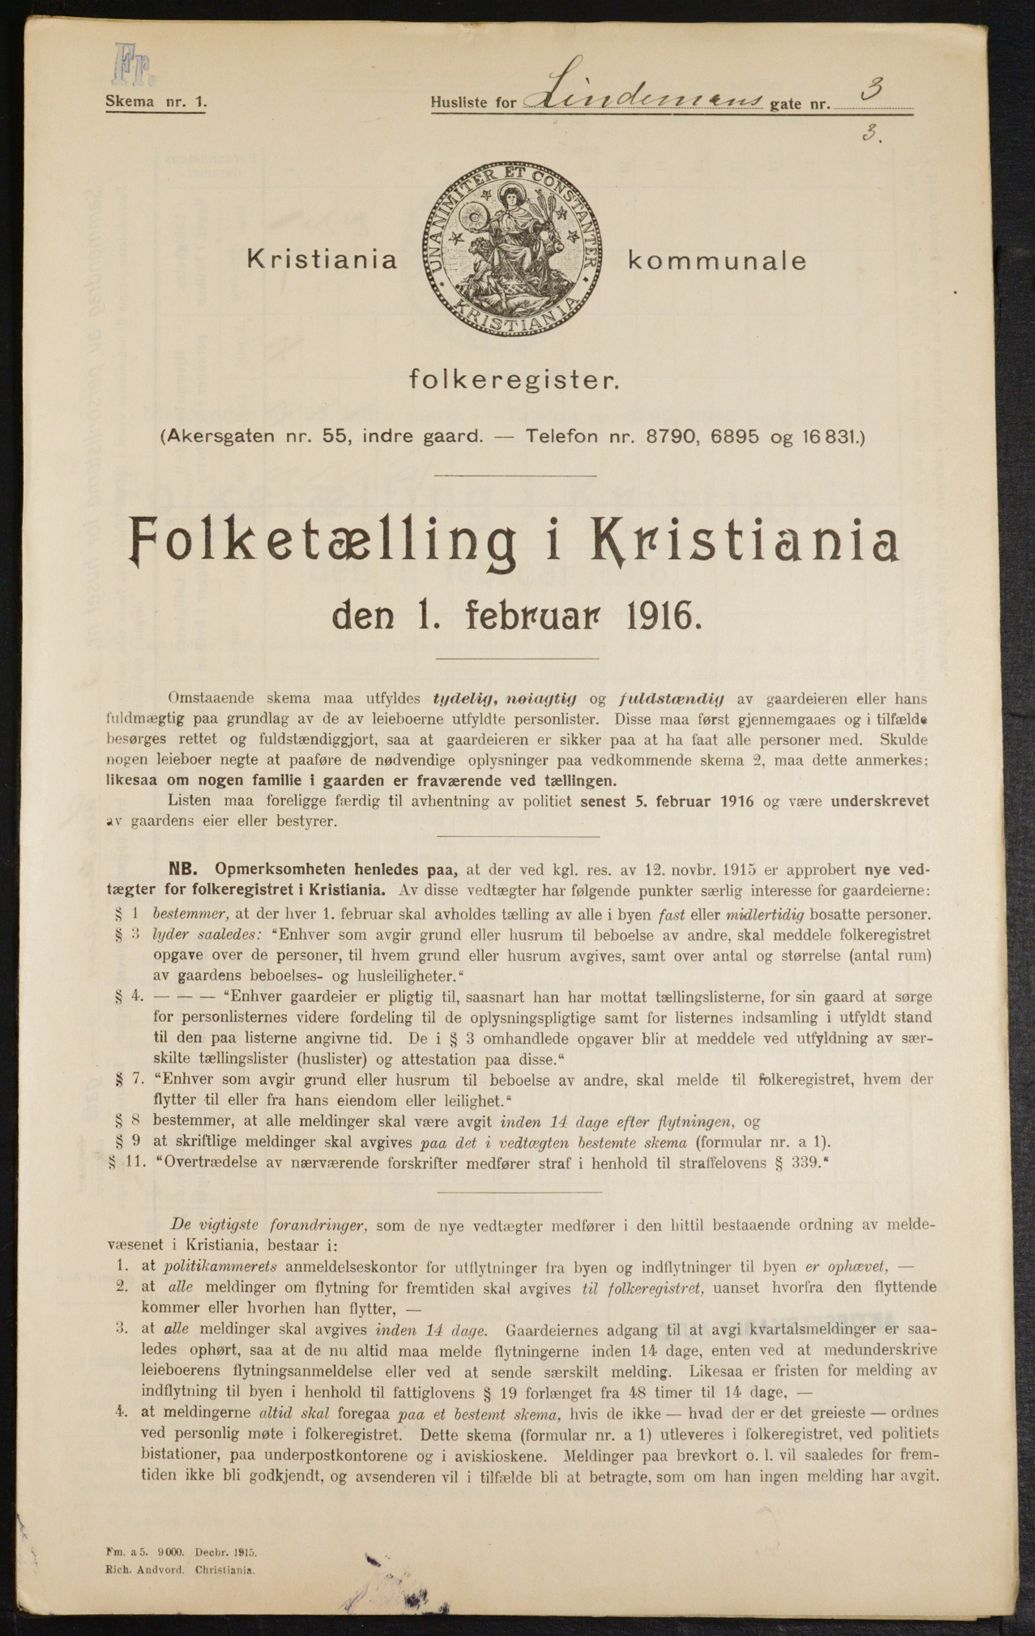 Fr.
Skema nr. 1.
Husliste for Lindemans gate nr. 3
3.
UNANIMITER ET CONSTANTER
KRISTIANIA
Kristiania kommunale
folkeregister.
(Akersgaten nr. 55, indre gaard. — Telefon nr. 8790, 6895 og 16 831.)
Folketælling i Kristiania
den 1. februar 1916.
Omstaaende skema maa utfyldes tydelig, nøiagtig og fuldstændig av gaardeieren eller hans
fuldmægtig paa grundlag av de av leieboerne utfyldte personlister. Disse maa først gjennemgaaes og i tilfælde
besørges rettet og fuldstændiggjort, saa at gaardeieren er sikker paa at ha faat alle personer med. Skulde
nogen leieboer negte at paaføre de nødvendige oplysninger paa vedkommende skema 2, maa dette anmerkes;
likesaa om nogen familie i gaarden er fraværende ved tællingen.
Listen maa foreligge færdig til avhentning av politiet senest 5. februar 1916 og være underskrevet
av gaardens eier eller bestyrer.
NB. Opmerksomheten henledes paa, at der ved kgl. res. av 12. novbr. 1915 er approbert nye ved-
tægter for folkeregistret i Kristiania. Av disse vedtægter har følgende punkter særlig interesse for gaardeierne:
§ 1 bestemmer, at der hver 1. februar skal avholdes tælling av alle i byen fast eller midlertidig bosatte personer.
§ 3 lyder saaledes: “Enhver som avgir grund eller husrum til beboelse av andre, skal meddele folkeregistret
opgave over de personer, til hvem grund eller husrum avgives, samt over antal og størrelse (antal rum)
av gaardens beboelses- og husleiligheter.“
§ 4. — — — “Enhver gaardeier er pligtig til, saasnart han har mottat tællingslisterne, for sin gaard at sørge
for personlisternes videre fordeling til de oplysningspligtige samt for listernes indsamling i utfyldt stand
til den paa listerne angivne tid. De i § 3 omhandlede opgaver blir at meddele ved utfyldning av sær-
skilte tællingslister (huslister) og attestation paa disse.“
§ 7. “Enhver som avgir grund eller husrum til beboelse av andre, skal melde til folkeregistret, hvem der
flytter til eller fra hans eiendom eller leilighet.“
§ 8 bestemmer, at alle meldinger skal være avgit inden 14 dage efter flytningen, og
§ 9 at skriftlige meldinger skal avgives paa det i vedtægten bestemte skema (formular nr. a 1).
§ 11. “Overtrædelse av nærværende forskrifter medfører straf i henhold til straffelovens § 339.“
De vigtigste forandringer, som de nye vedtægter medfører i den hittil bestaaende ordning av melde-
væsenet i Kristiania, bestaar i:
1. at politikammerets anmeldelseskontor for utflytninger fra byen og indflytninger til byen er ophævet, —
2. at alle meldinger om flytning for fremtiden skal avgives til folkeregistret, uanset hvorfra den flyttende
kommer eller hvorhen han flytter, —
3. at alle meldinger skal avgives inden 14 dage. Gaardeiernes adgang til at avgi kvartalsmeldinger er saa-
ledes ophørt, saa at de nu altid maa melde flytningerne inden 14 dage, enten ved at medunderskrive
leieboerens flytningsanmeldelse eller ved at sende særskilt melding. Likesaa er fristen for melding av
indflytning til byen i henhold til fattiglovens § 19 forlænget fra 48 timer til 14 dage, —
4. at meldingerne altid skal foregaa paa et bestemt skema, hvis de ikke — hvad der er det greieste — ordnes
ved personlig møte i folkeregistret. Dette skema (formular nr. a 1) utleveres i folkeregistret, ved politiets
bistationer, paa underpostkontorene og i aviskioskene. Meldinger paa brevkort o. l. vil saaledes for frem-
tiden ikke bli godkjendt, og avsenderen vil i tilfælde bli at betragte, som om han ingen melding har avgit.
Fm. a 5. 9 000. Decbr. 1915.
Rich. Andvord. Christiania.